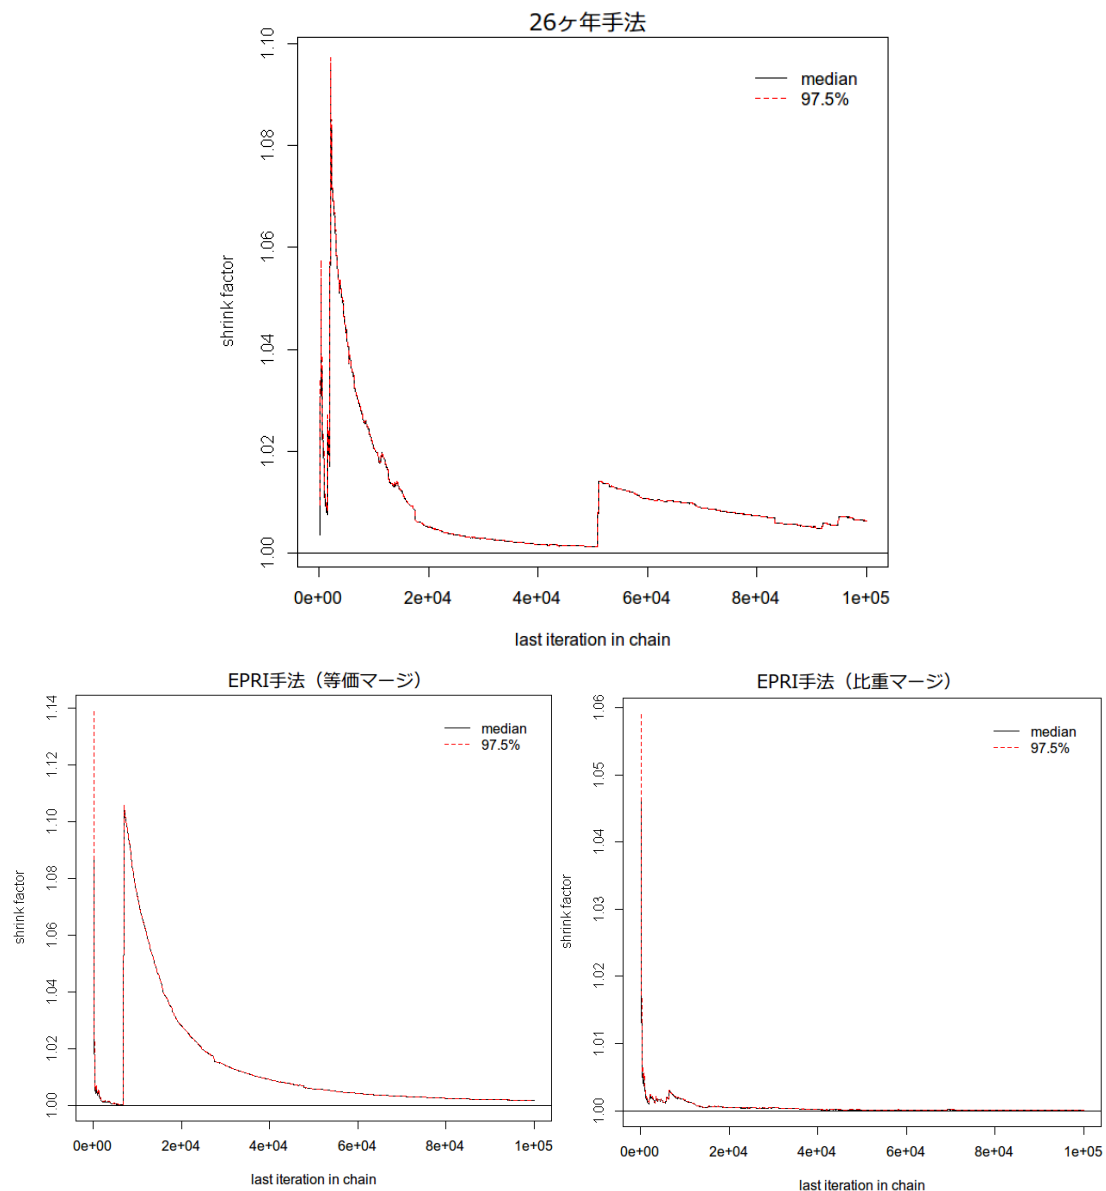 26ヶ年手法
median
97.5%
1.10
1.08
1.06
1.04
1.02
1.00
shrink factor
0e+00 2e+04 4e+04 6e+04 8e+04 1e+05
last iteration in chain
EPRI手法（等価マージ）
median
97.5%
1.14
1.12
1.10
1.08
1.06
1.04
1.02
1.00
shrink factor
0e+00 2e+04 4e+04 6e+04 8e+04 1e+05
last iteration in chain
EPRI手法（比重マージ）
median
97.5%
1.06
1.05
1.04
1.03
1.02
1.01
1.00
shrink factor
0e+00 2e+04 4e+04 6e+04 8e+04 1e+05
last iteration in chain